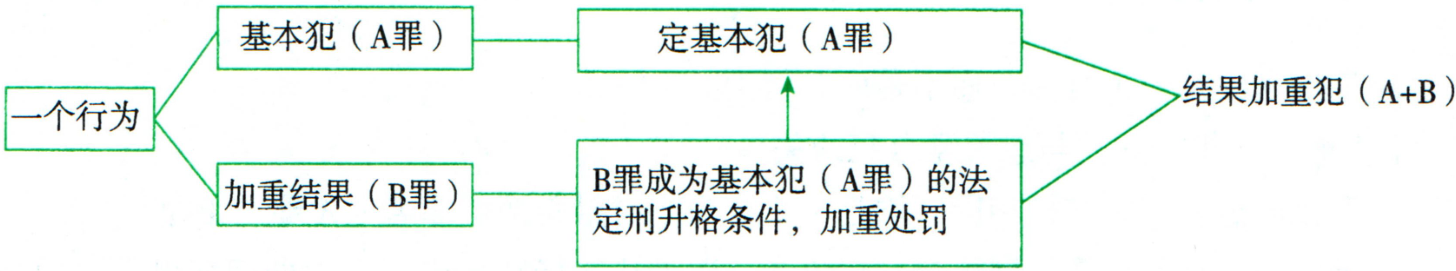 基本犯（A罪）
定基本犯（A罪）
一个行为
结果加重犯（A+B）
加重结果（B罪）
B罪成为基本犯（A罪）的法
定刑升格条件，加重处罚